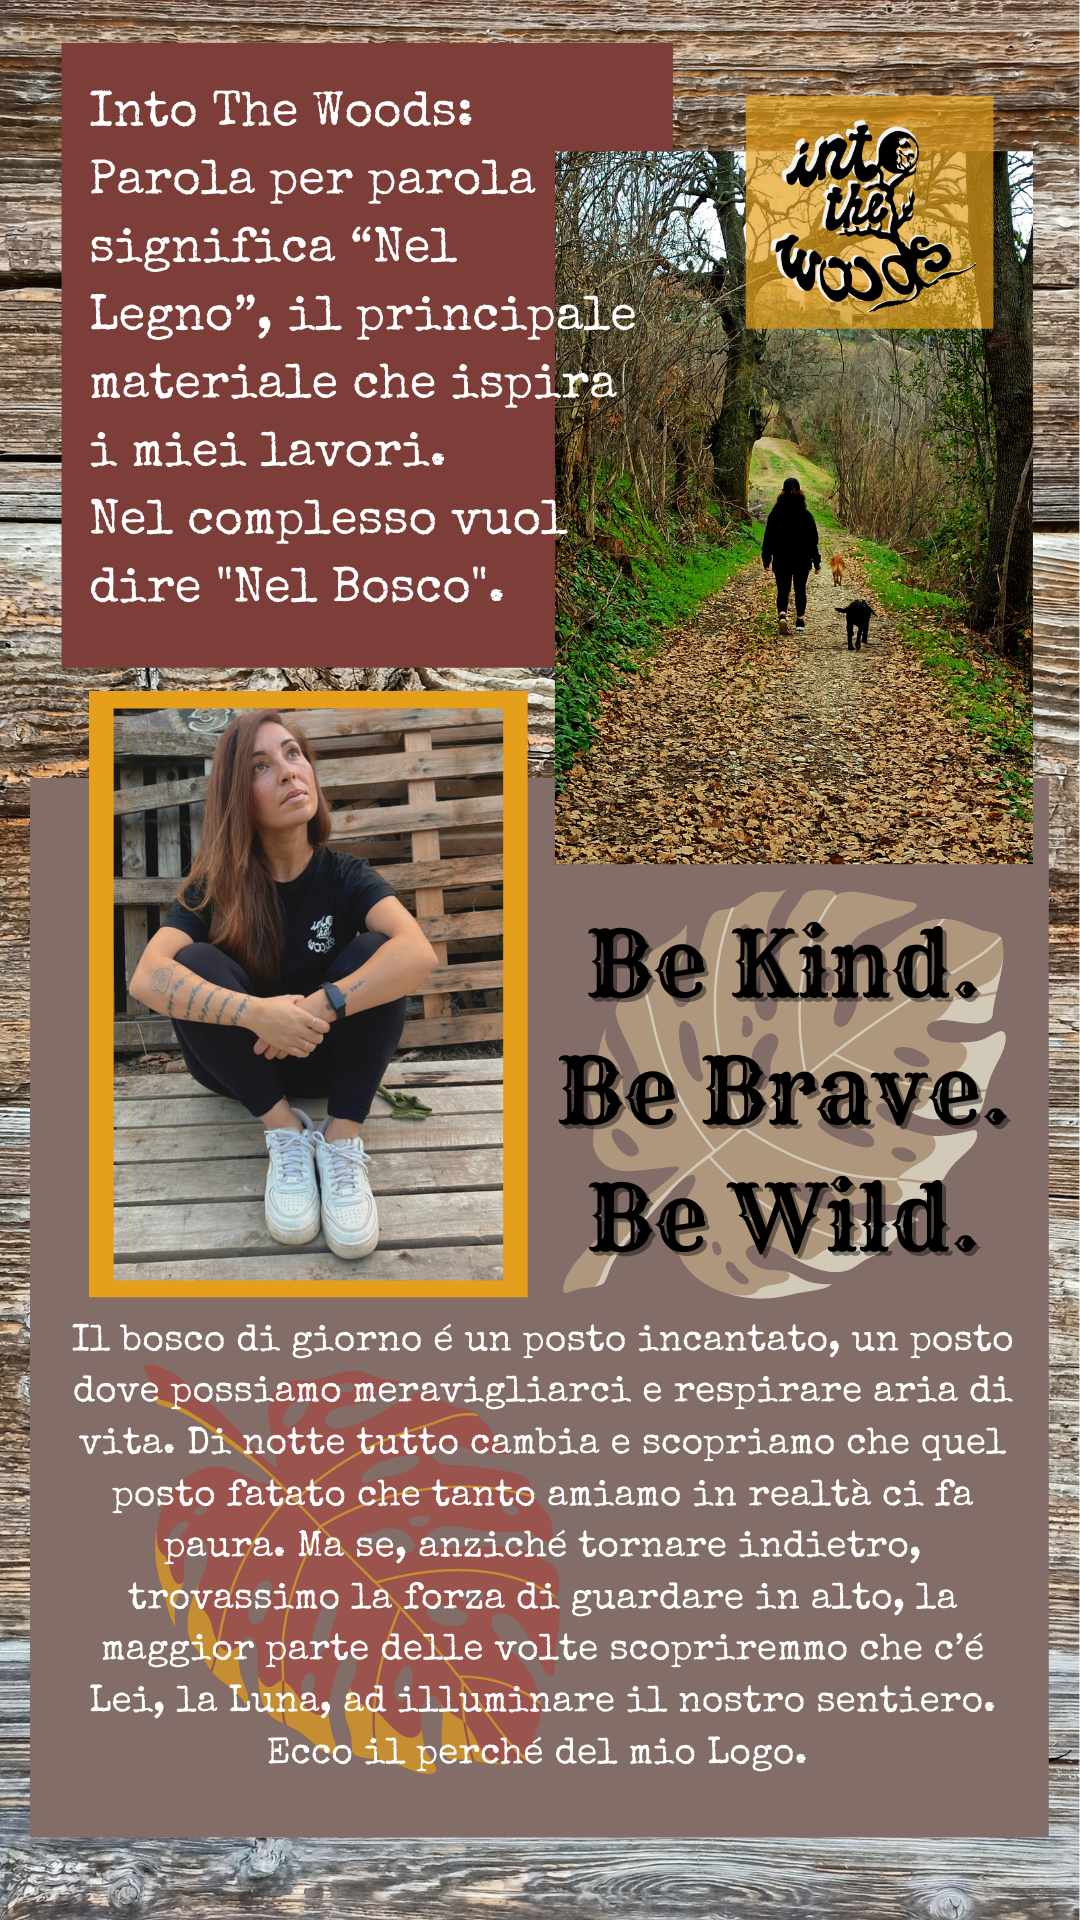 Into The Woods:
Parola per parola
significa “Nel
Legno”, il principale
materiale che ispira
i miei lavori.
Nel complesso vuol
dire "Nel Bosco".
into
the
woods
into
the
woods
Be Kind.
Be Brave.
Be Wild.
Il bosco di giorno é un posto incantato, un posto
dove possiamo meravigliarci e respirare aria di
vita. Di notte tutto cambia e scopriamo che quel
posto fatato che tanto amiamo in realtà ci fa
paura. Ma se, anziché tornare indietro,
trovassimo la forza di guardare in alto, la
maggior parte delle volte scopriremmo che c’é
Lei, la Luna, ad illuminare il nostro sentiero.
Ecco il perché del mio Logo.